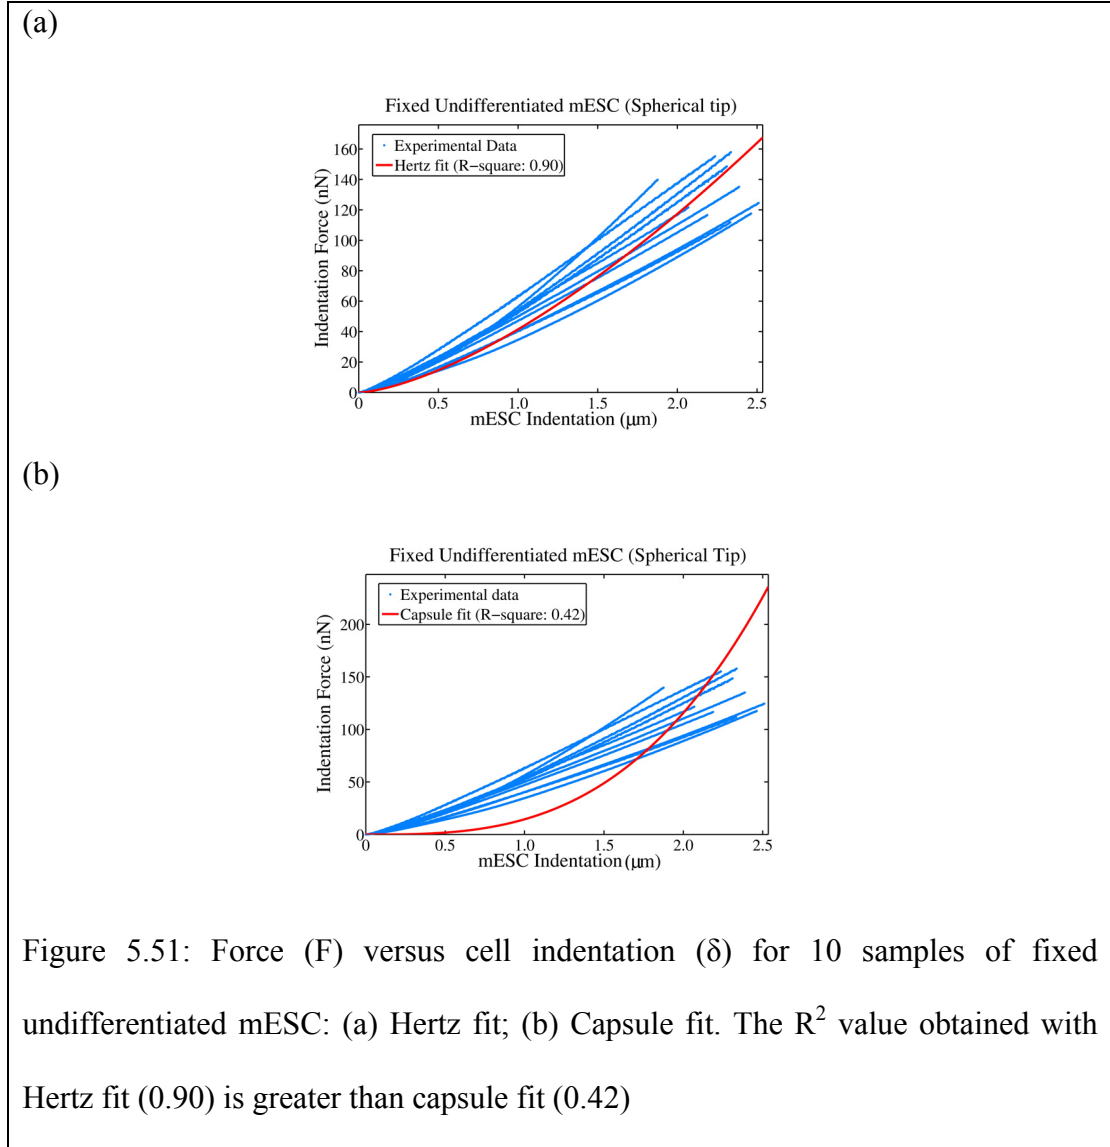 (a)
Fixed Undifferentiated mESC (Spherical tip)
Experimental Data
Hertz fit (R−square: 0.90)
Indentation Force (nN)
160
140
120
100
80
60
40
20
0
0 0.5 1.0 1.5 2.0 2.5
mESC Indentation (μm)
(b)
Fixed Undifferentiated mESC (Spherical Tip)
Experimental data
Capsule fit (R−square: 0.42)
Indentation Force (nN)
200
150
100
50
0
0 0.5 1.0 1.5 2.0 2.5
mESC Indentation (μm)
Figure 5.51: Force (F) versus cell indentation (δ) for 10 samples of fixed
undifferentiated mESC: (a) Hertz fit; (b) Capsule fit. The R² value obtained with
Hertz fit (0.90) is greater than capsule fit (0.42)